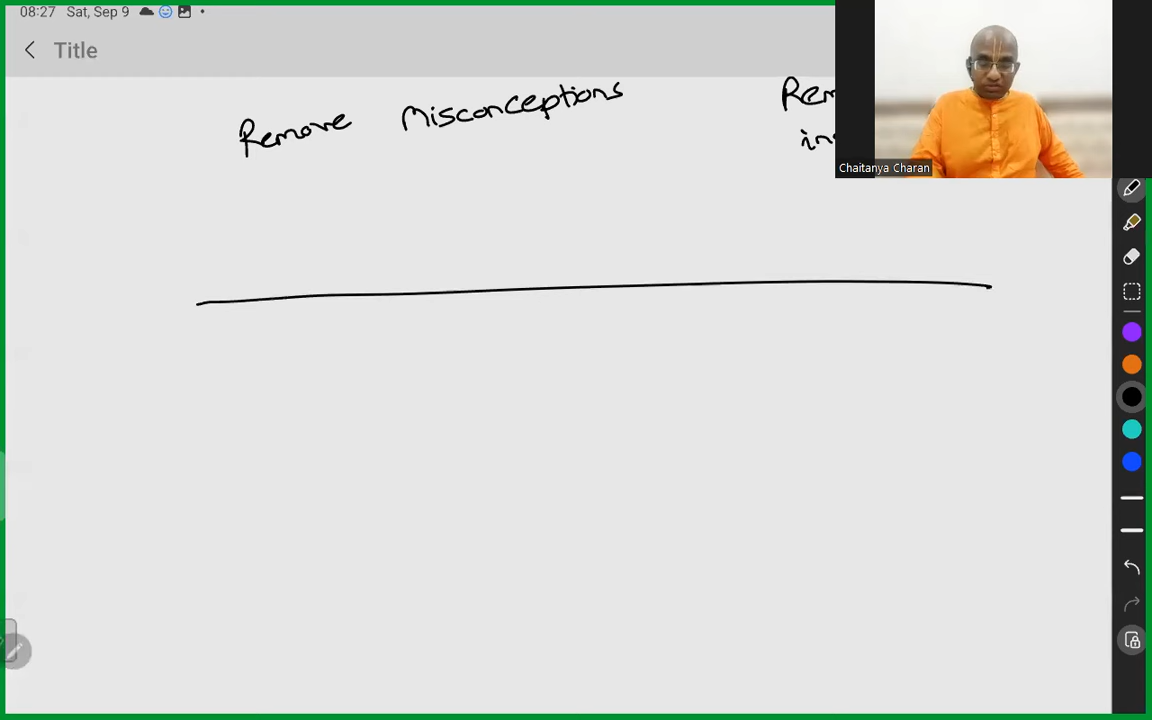 08:27 Sat, Sep 9
Title
Remove Misconceptions
Chaitanya Charan